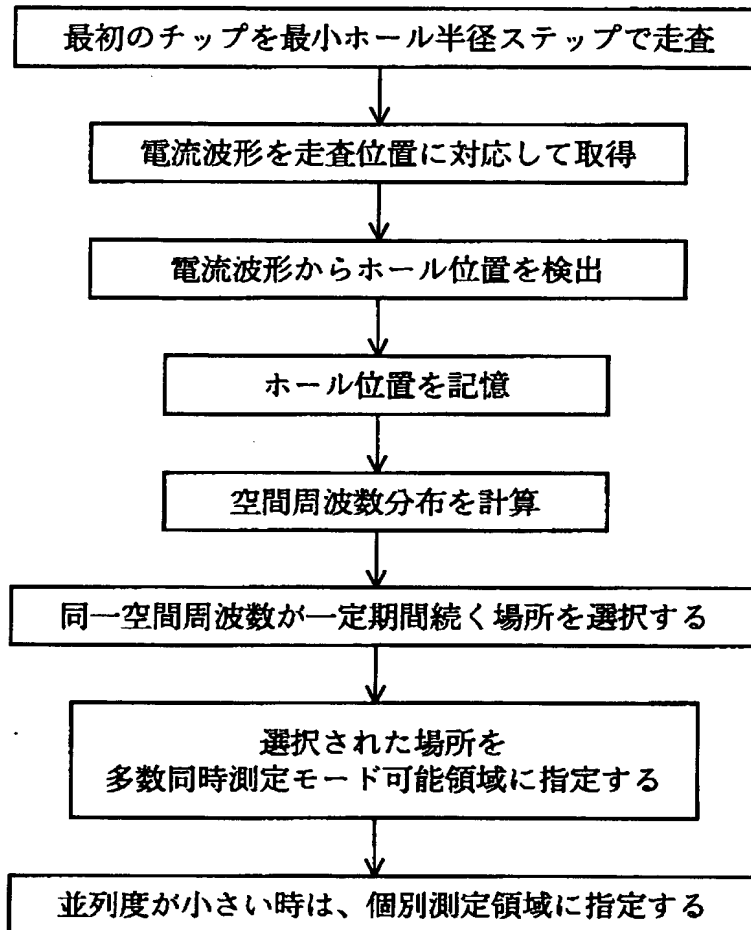 最初のチップを最小ホール半径ステップで走査
電流波形を走査位置に対応して取得
電流波形からホール位置を検出
ホール位置を記憶
空間周波数分布を計算
同一空間周波数が一定期間続く場所を選択する
選択された場所を
多数同時測定モード可能領域に指定する
並列度が小さい時は、個別測定領域に指定する